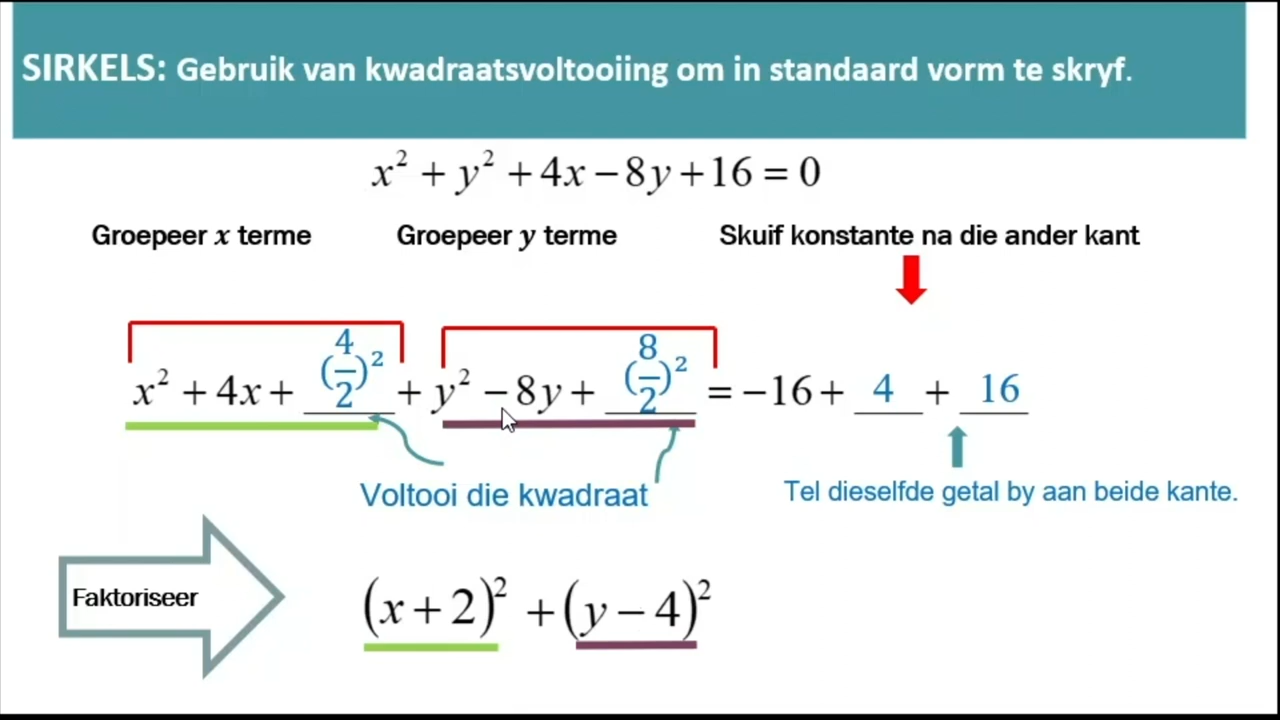 SIRKELS: Gebruik van kwadraatsvoltooiing om in standaard vorm te skryf.
x² + y² + 4x − 8y + 16 = 0
Groepeer x terme Groepeer y terme Skuif konstante na die ander kant
x² + 4x + (4/2)² + y² − 8y + (8/2)² = −16 + 4 + 16
Voltooi die kwadraat Tel dieselfde getal by aan beide kante.
Faktoriseer (x + 2)² + (y − 4)²